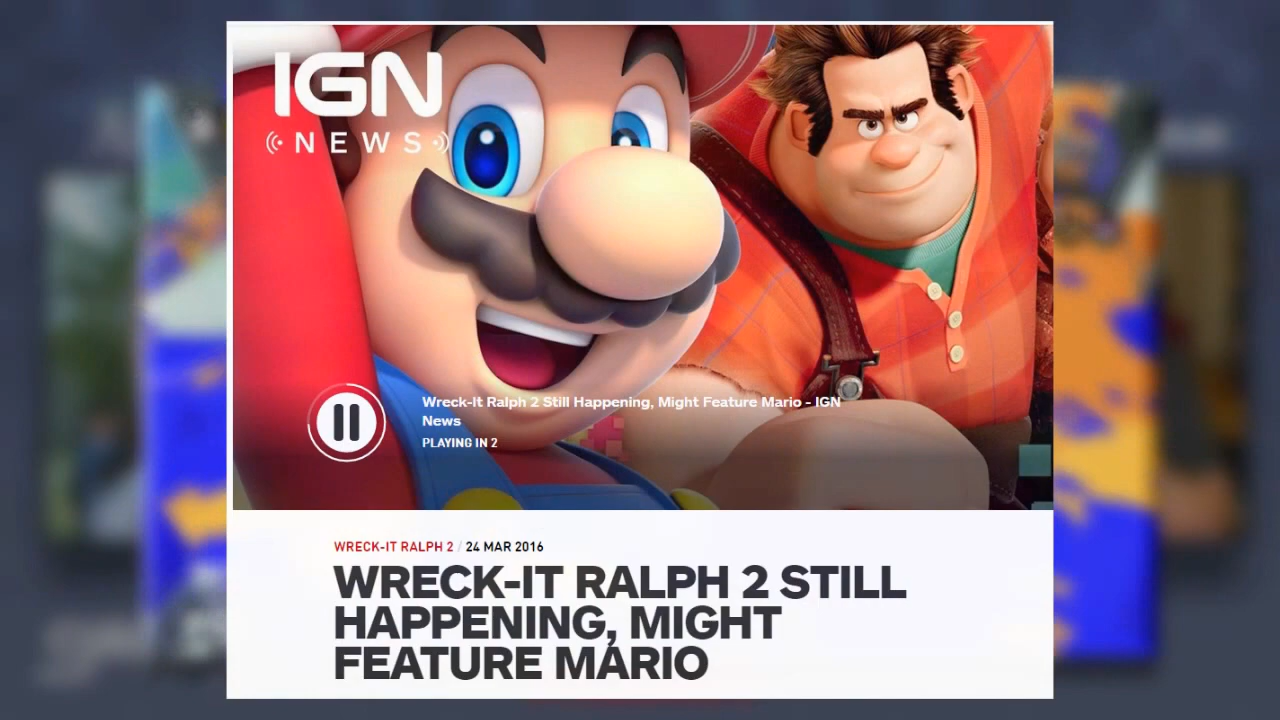 IGN
NEWS
Wreck-It Ralph 2 Still Happening, Might Feature Mario - IGN
News
PLAYING IN 2
WRECK-IT RALPH 2 / 24 MAR 2016
WRECK-IT RALPH 2 STILL
HAPPENING, MIGHT
FEATURE MARIO